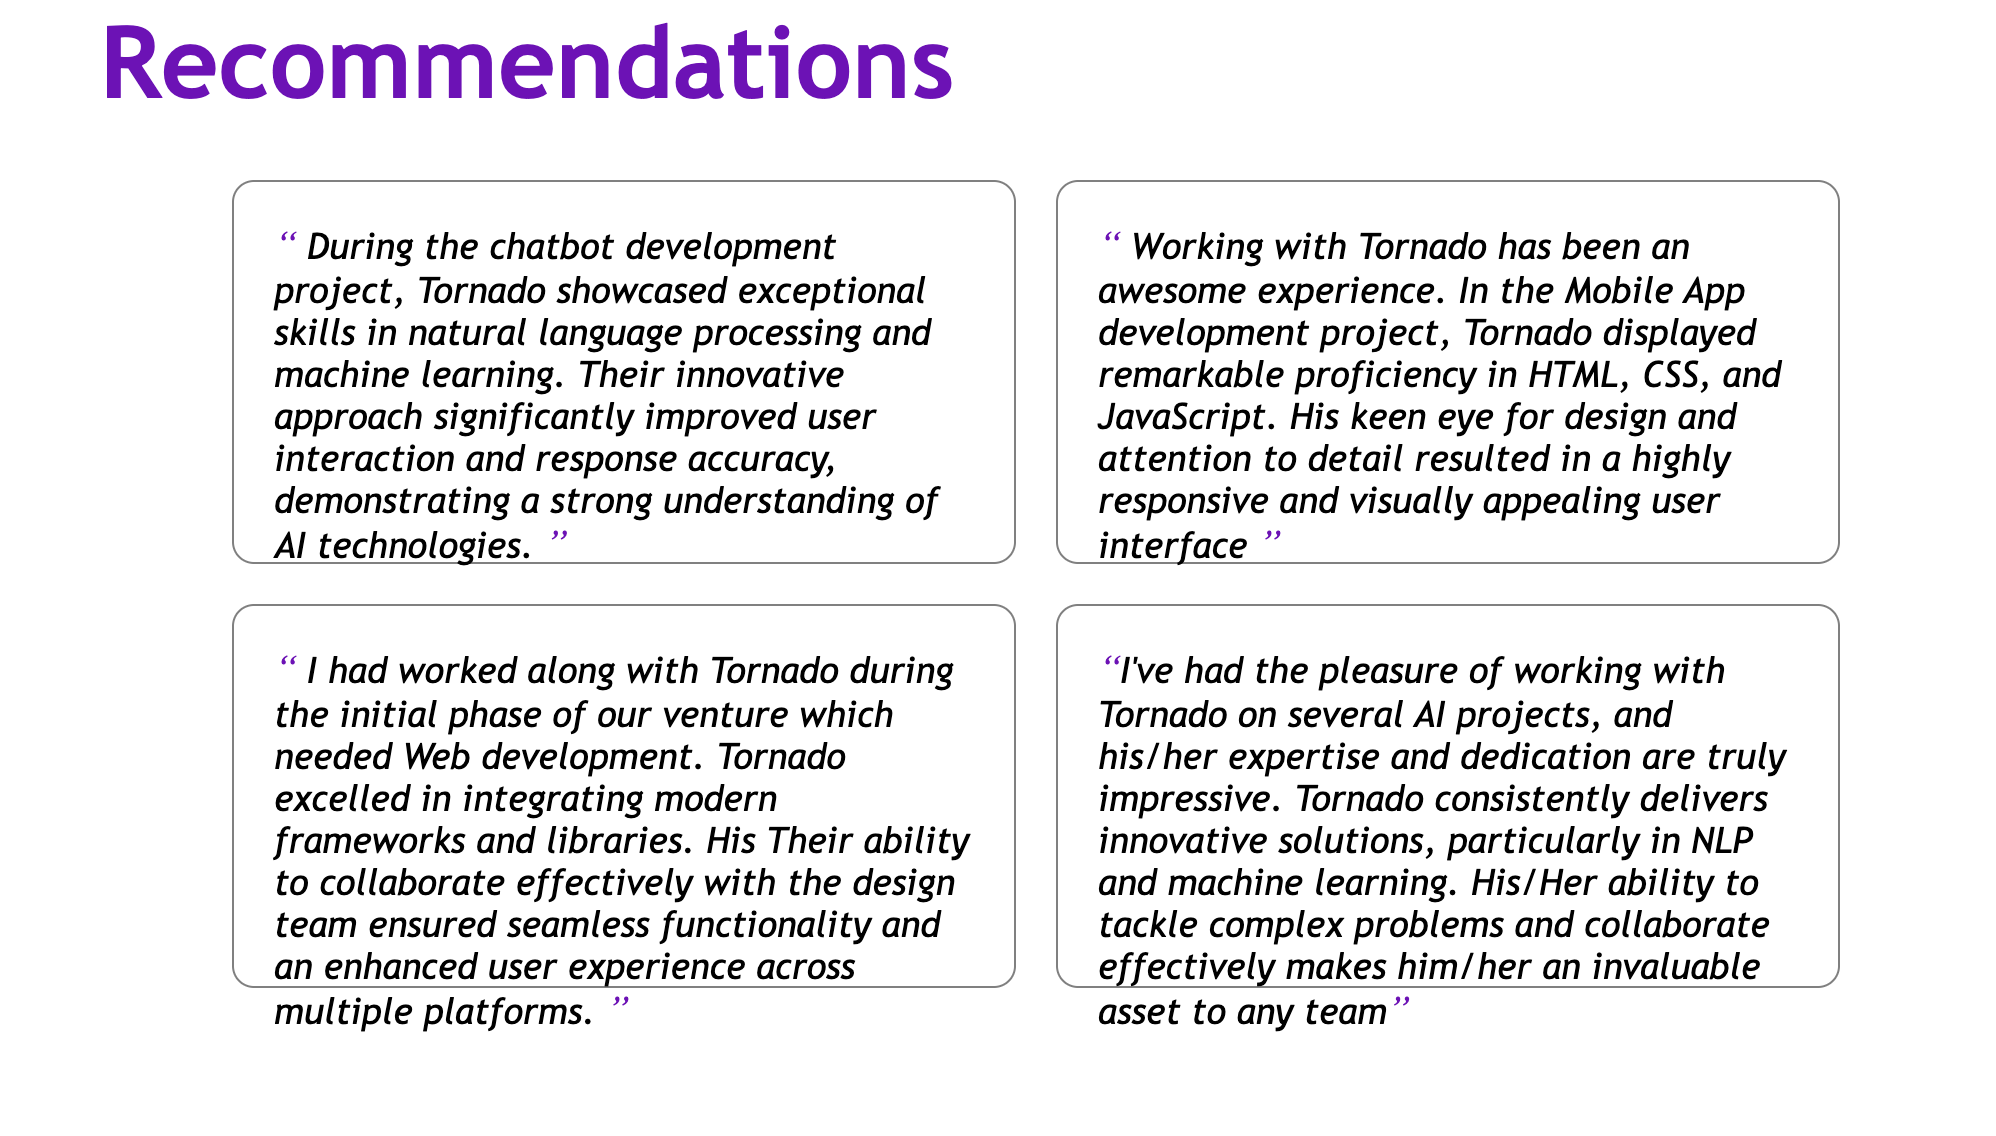 Recommendations
“ During the chatbot development
project, Tornado showcased exceptional
skills in natural language processing and
machine learning. Their innovative
approach significantly improved user
interaction and response accuracy,
demonstrating a strong understanding of
AI technologies. ”
“ Working with Tornado has been an
awesome experience. In the Mobile App
development project, Tornado displayed
remarkable proficiency in HTML, CSS, and
JavaScript. His keen eye for design and
attention to detail resulted in a highly
responsive and visually appealing user
interface ”
“ I had worked along with Tornado during
the initial phase of our venture which
needed Web development. Tornado
excelled in integrating modern
frameworks and libraries. His Their ability
to collaborate effectively with the design
team ensured seamless functionality and
an enhanced user experience across
multiple platforms. ”
“I've had the pleasure of working with
Tornado on several AI projects, and
his/her expertise and dedication are truly
impressive. Tornado consistently delivers
innovative solutions, particularly in NLP
and machine learning. His/Her ability to
tackle complex problems and collaborate
effectively makes him/her an invaluable
asset to any team”